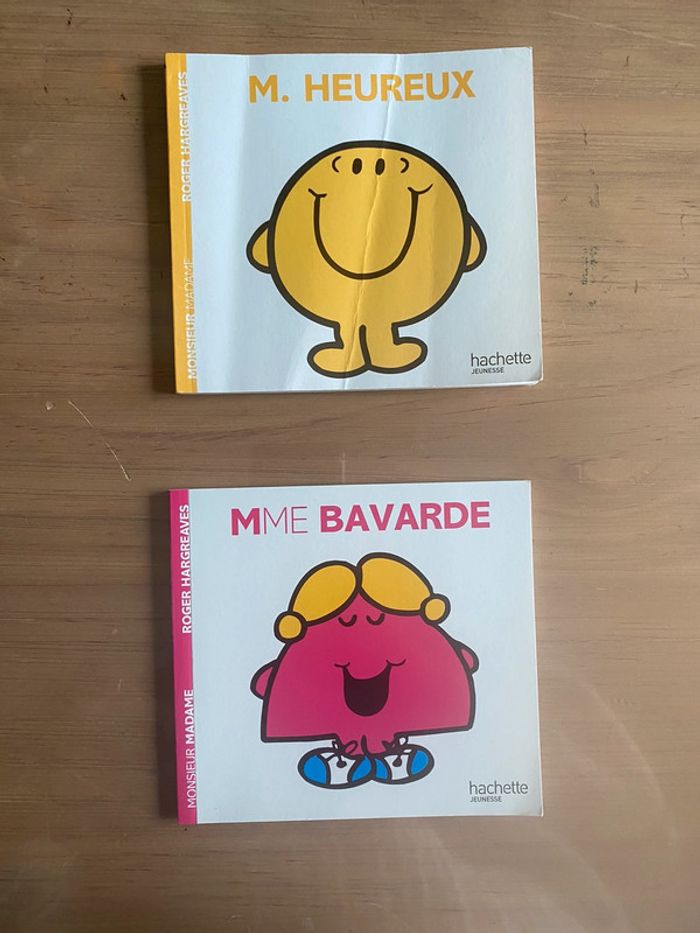 M. HEUREUX
ROGER HARGREAVES
MONSIEUR MADAME
hachette
JEUNESSE
MME BAVARDE
ROGER HARGREAVES
MONSIEUR MADAME
hachette
JEUNESSE